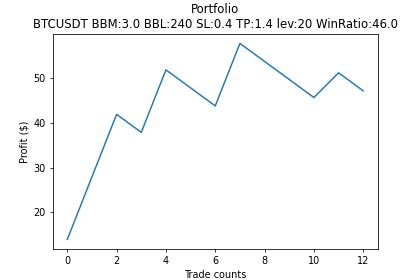 Portfolio
BTCUSDT BBM:3.0 BBL:240 SL:0.4 TP:1.4 lev:20 WinRatio:46.0
50
40
30
20
Profit ($)
0 2 4 6 8 10 12
Trade counts